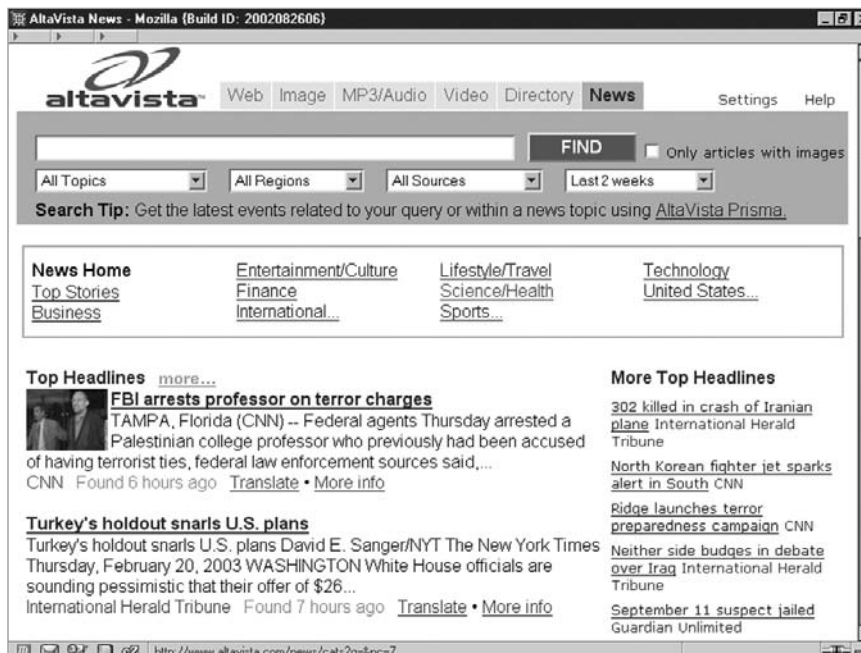 AltaVista News - Mozilla {Build ID: 2002082606}
altavista™ Web Image MP3/Audio Video Directory News Settings Help
FIND Only articles with images
All Topics All Regions All Sources Last 2 weeks
Search Tip: Get the latest events related to your query or within a news topic using AltaVista Prisma.
News Home Entertainment/Culture Lifestyle/Travel Technology
Top Stories Finance Science/Health United States...
Business International... Sports...
Top Headlines more...
FBI arrests professor on terror charges
TAMPA, Florida (CNN) -- Federal agents Thursday arrested a
Palestinian college professor who previously had been accused
of having terrorist ties, federal law enforcement sources said,...
CNN Found 6 hours ago Translate • More info
Turkey's holdout snarls U.S. plans
Turkey's holdout snarls U.S. plans David E. Sanger/NYT The New York Times
Thursday, February 20, 2003 WASHINGTON White House officials are
sounding pessimistic that their offer of $26...
International Herald Tribune Found 7 hours ago Translate • More info
More Top Headlines
302 killed in crash of Iranian
plane International Herald
Tribune
North Korean fighter jet sparks
alert in South CNN
Ridge launches terror
preparedness campaign CNN
Neither side budges in debate
over Iraq International Herald
Tribune
September 11 suspect jailed
Guardian Unlimited